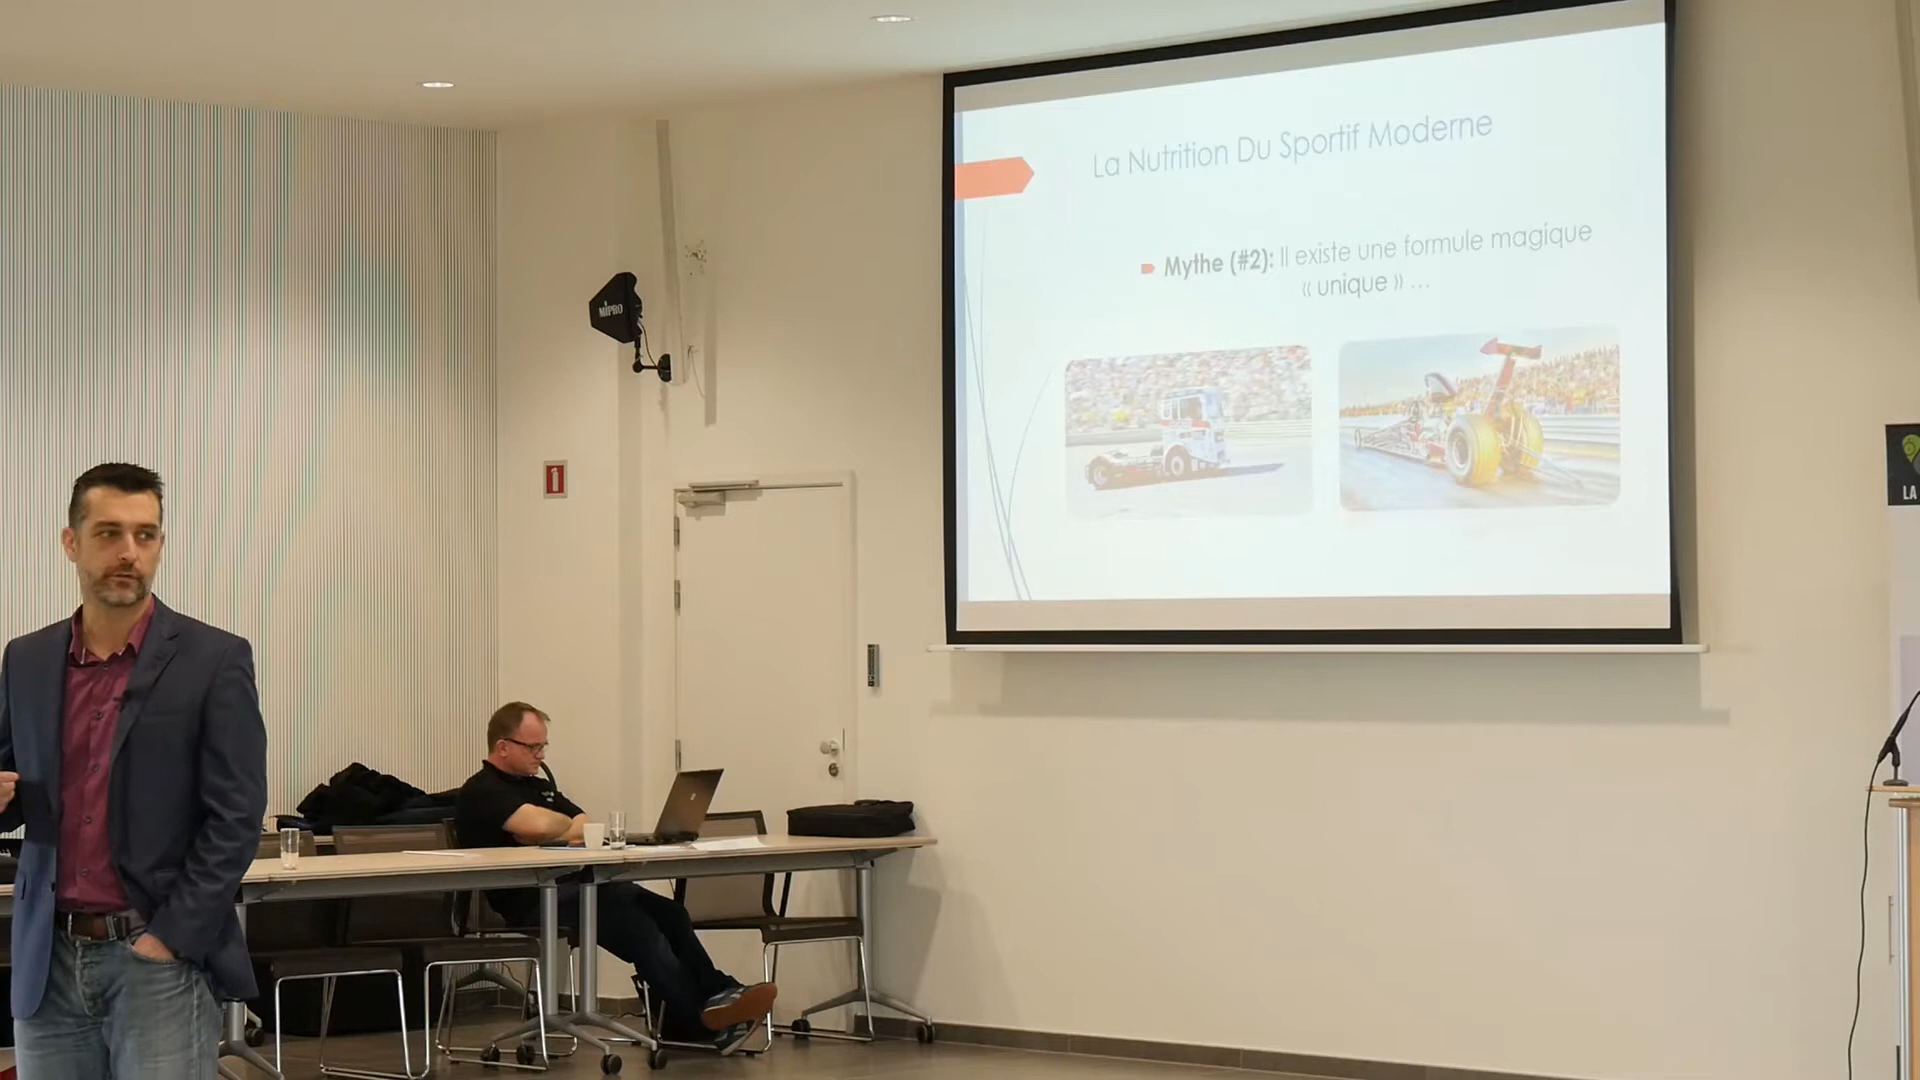 La Nutrition Du Sportif Moderne
Mythe (#2): Il existe une formule magique
« unique » …
MIPRO
LA